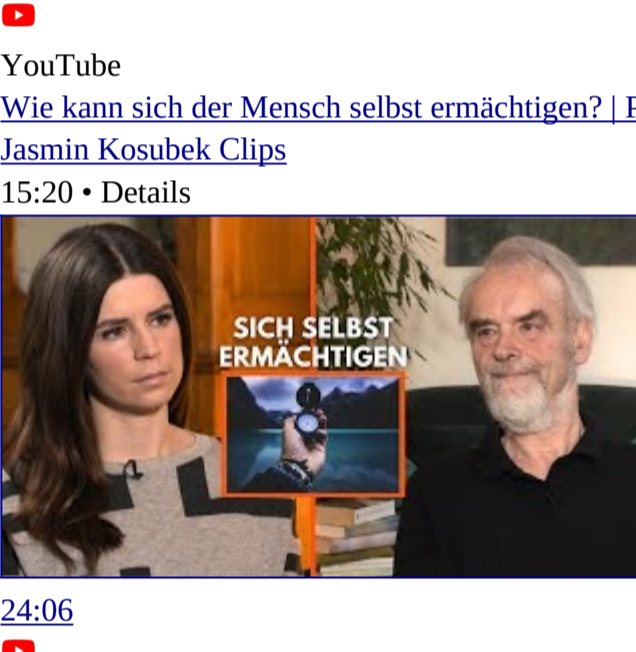 YouTube
Wie kann sich der Mensch selbst ermächtigen? |
Jasmin Kosubek Clips
15:20 • Details
SICH SELBST
ERMÄCHTIGEN
24:06